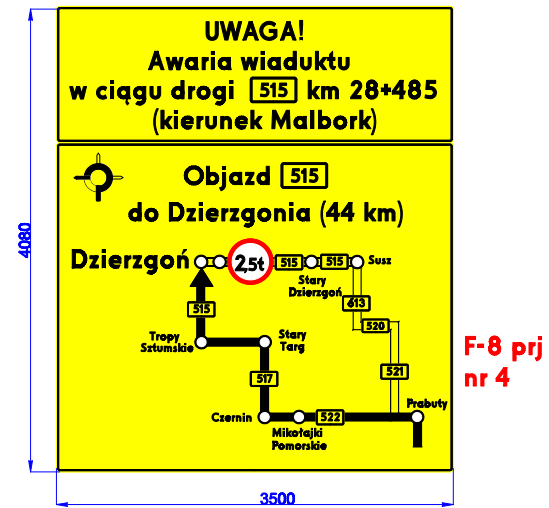 UWAGA!
Awaria wiaduktu
w ciągu drogi 515 km 28+485
(kierunek Malbork)
Objazd 515
do Dzierzgonia (44 km)
Dzierzgoń
2,5t
515
515
Susz
Stary
Dzierzgoń
613
515
520
Tropy
Sztumskie
Stary
Targ
517
521
Prabuty
Czernin
522
Mikołajki
Pomorskie
4080
3500
F-8 prj
nr 4